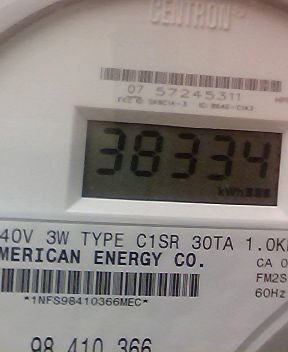 CENTRON®
07 57245311
38334
kWh
40V 3W TYPE C1SR 30TA 1.0K
MERICAN ENERGY CO.
CA 0
FM2S
60Hz
*1NFS98410366MEC*
98 410 366